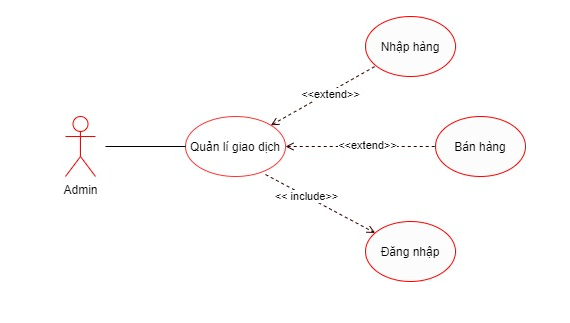 Nhập hàng
<<extend>>
Quản lí giao dịch
<<extend>>
Bán hàng
Admin
<< include>>
Đăng nhập